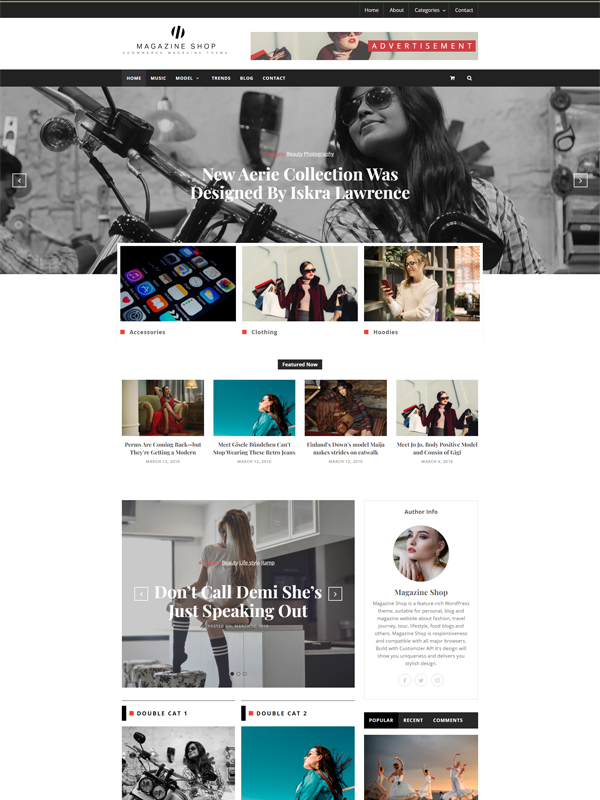 Home About Categories Contact
MAGAZINE SHOP
ECOMMERCE MAGAZINE THEME
ADVERTISEMENT
HOME MUSIC MODEL TRENDS BLOG CONTACT
Beauty Photography
New Aerie Collection Was
Designed By Iskra Lawrence
Accessories
Clothing
Hoodies
Featured Now
Perms Are Coming Back—but
They're Getting a Modern
MARCH 13, 2018
Meet Gisele Bündchen Can't
Stop Wearing These Retro Jeans
MARCH 12, 2018
Finland's Down's model Maija
makes strides on catwalk
MARCH 12, 2018
Meet Jo Jo, Body Positive Model
and Cousin of Gigi
MARCH 6, 2018
Beauty Life style Ramp
Don't Call Demi She's
Just Speaking Out
Author Info
Magazine Shop
Magazine Shop is a feature-rich WordPress
theme, suitable for personal, blog and
magazine website about fashion, travel
journey, tour, lifestyle, food blogs and
others. Magazine Shop is responsiveness
and compatible with all major browsers.
Build with Customizer API it's design will
show you uniqueness and delivers you
stylish design.
DOUBLE CAT 1
DOUBLE CAT 2
POPULAR RECENT COMMENTS